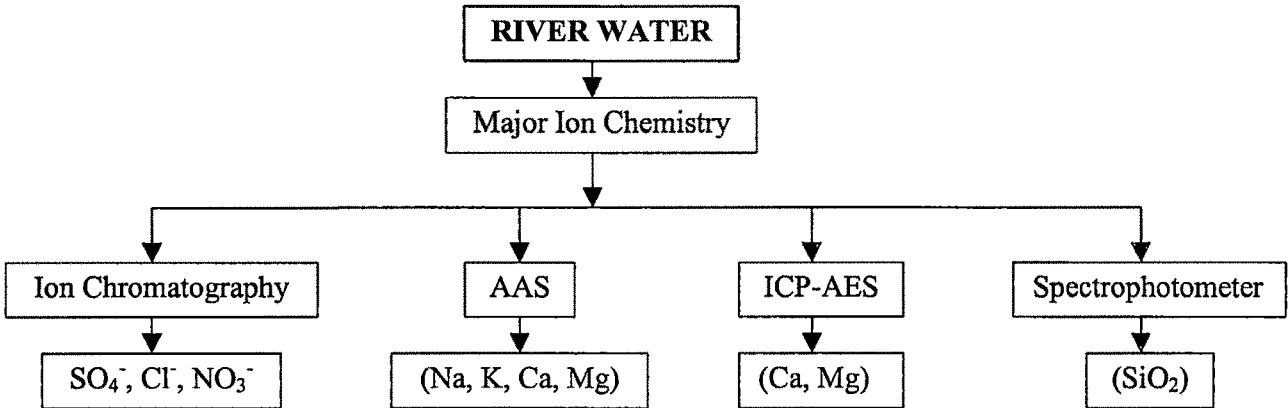 RIVER WATER
Major Ion Chemistry
Ion Chromatography
AAS
ICP-AES
Spectrophotometer
SO₄⁻, Cl⁻, NO₃⁻
(Na, K, Ca, Mg)
(Ca, Mg)
(SiO₂)